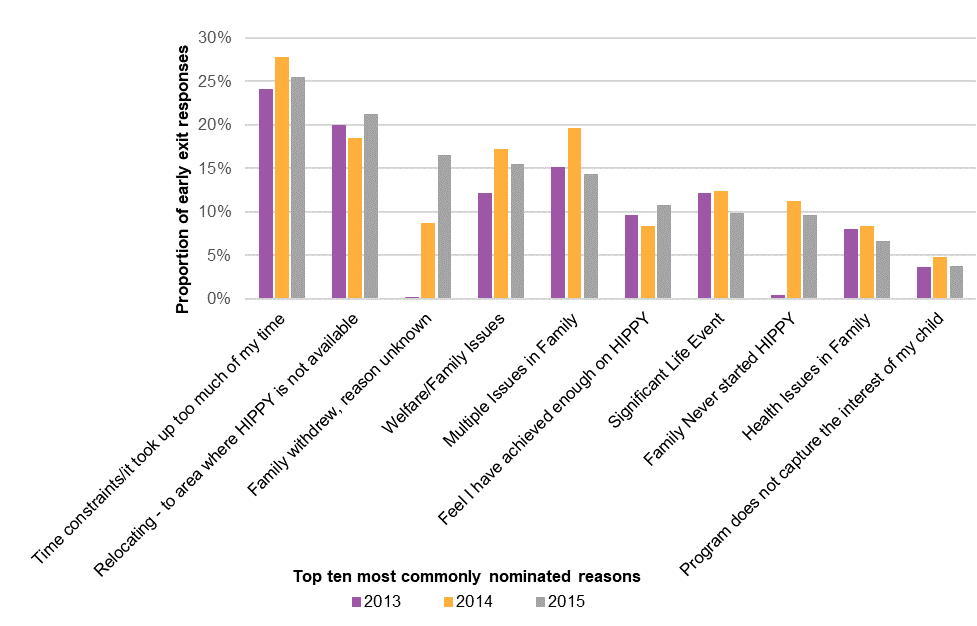 Proportion of early exit responses
30%
25%
20%
15%
10%
5%
0%
Time constraints/it took up too much of my time
Relocating - to area where HIPPY is not available
Family withdrew, reason unknown
Welfare/Family Issues
Multiple Issues in Family
Feel I have achieved enough on HIPPY
Significant Life Event
Family Never started HIPPY
Health Issues in Family
Program does not capture the interest of my child
Top ten most commonly nominated reasons
2013 2014 2015